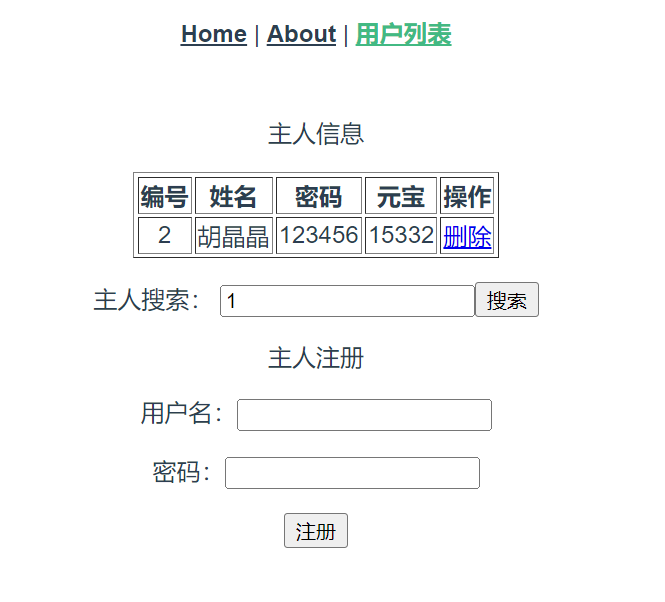 Home | About | 用户列表
主人信息
编号 姓名 密码 元宝 操作
2 胡晶晶 123456 15332 删除
主人搜索： 1 搜索
主人注册
用户名：
密码：
注册